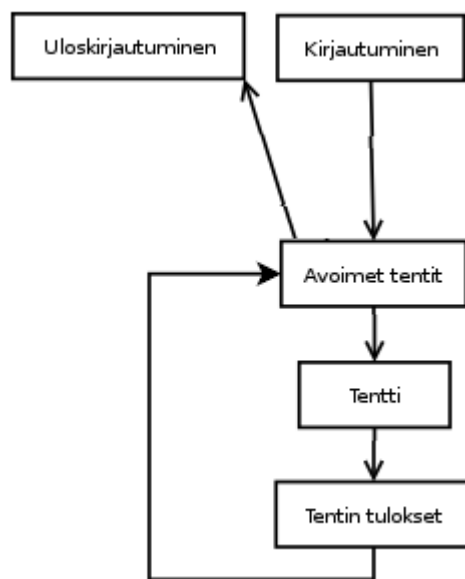 Uloskirjautuminen
Kirjautuminen
Avoimet tentit
Tentti
Tentin tulokset